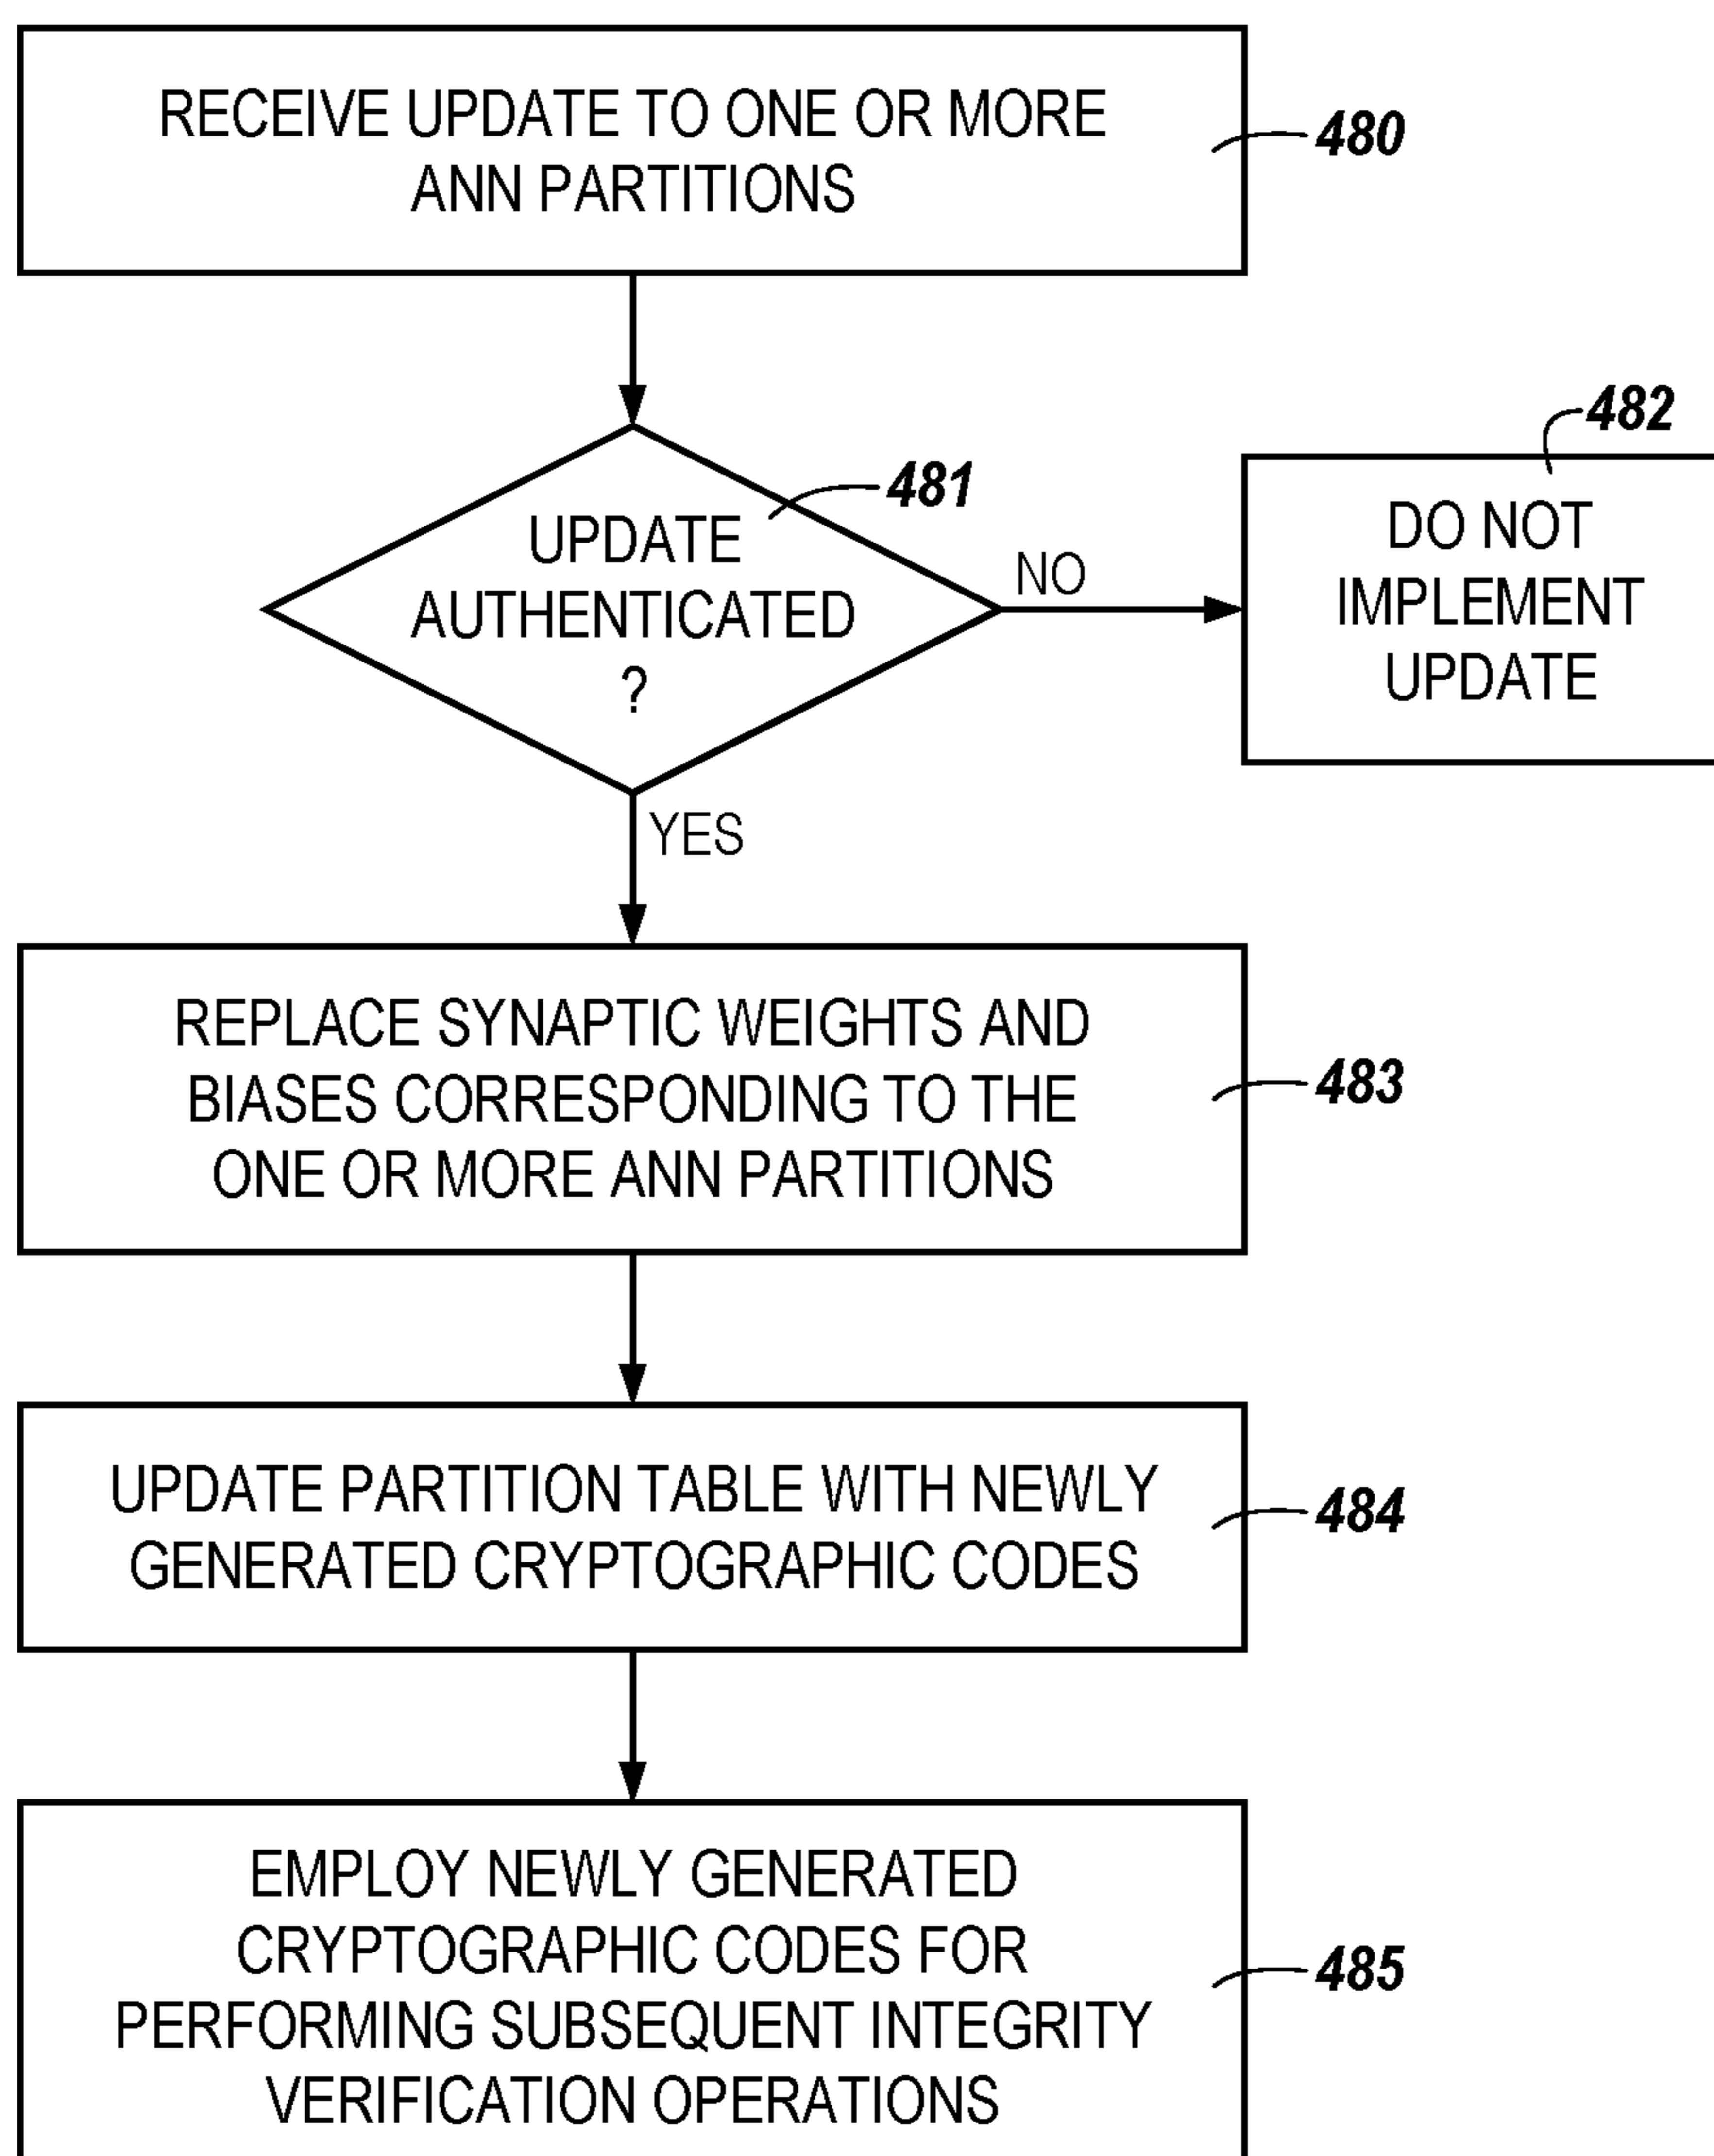 RECEIVE UPDATE TO ONE OR MORE
ANN PARTITIONS
480
482
481
UPDATE
AUTHENTICATED
?
NO
DO NOT
IMPLEMENT
UPDATE
YES
REPLACE SYNAPTIC WEIGHTS AND
BIASES CORRESPONDING TO THE
ONE OR MORE ANN PARTITIONS
483
UPDATE PARTITION TABLE WITH NEWLY
GENERATED CRYPTOGRAPHIC CODES
484
EMPLOY NEWLY GENERATED
CRYPTOGRAPHIC CODES FOR
PERFORMING SUBSEQUENT INTEGRITY
VERIFICATION OPERATIONS
485